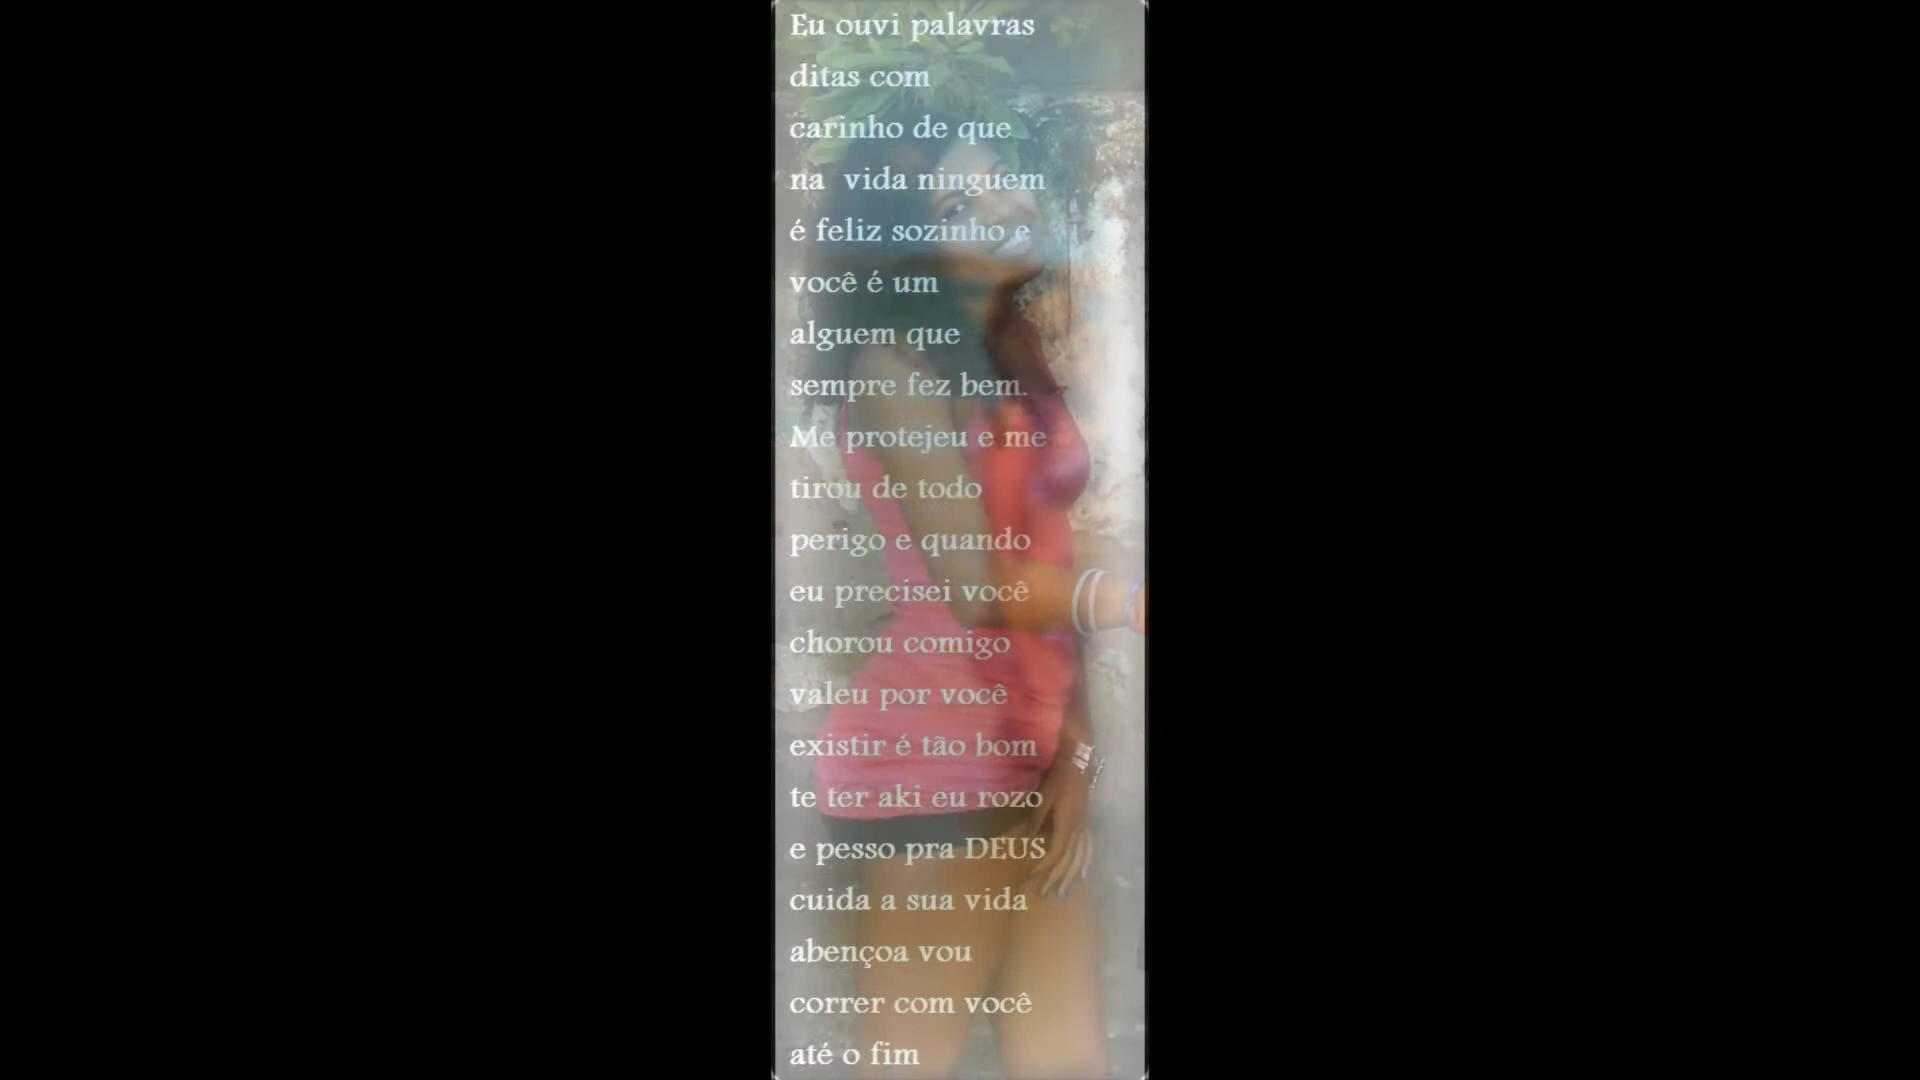 Eu ouvi palavras
ditas com
carinho de que
na vida ninguem
é feliz sozinho e
você é um
alguem que
sempre fez bem.
Me protejeu e me
tirou de todo
perigo e quando
eu precisei você
chorou comigo
valeu por você
existir é tão bom
te ter aki eu rozo
e pesso pra DEUS
cuida a sua vida
abençoa vou
correr com você
até o fim